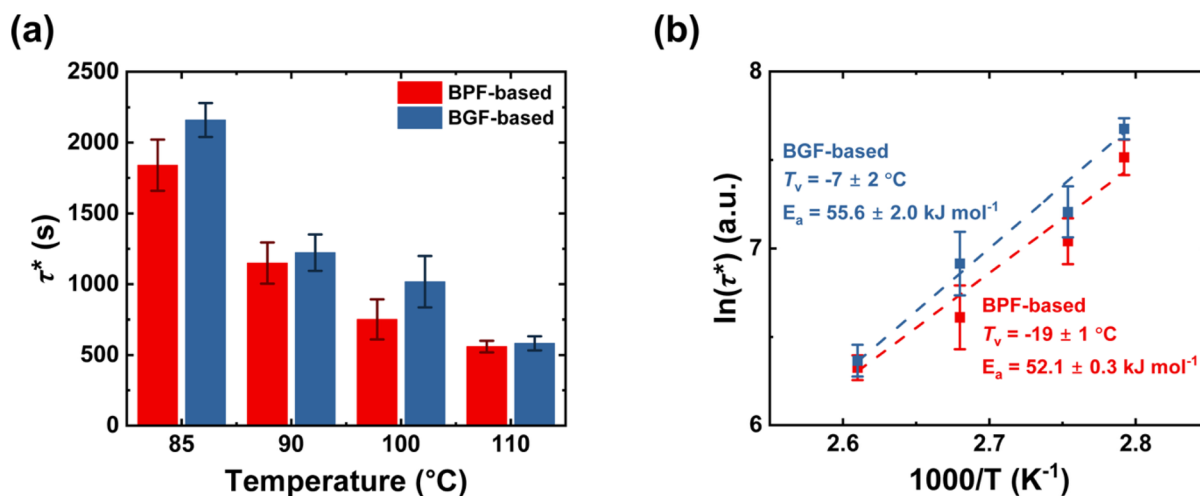 (a)
2500
2000
1500
1000
500
0
τ* (s)
BPF-based
BGF-based
85 90 100 110
Temperature (°C)
(b)
8
7
6
ln(τ*) (a.u.)
BGF-based
Tv = -7 ± 2 °C
Ea = 55.6 ± 2.0 kJ mol-1
BPF-based
Tv = -19 ± 1 °C
Ea = 52.1 ± 0.3 kJ mol-1
2.6 2.7 2.8
1000/T (K-1)